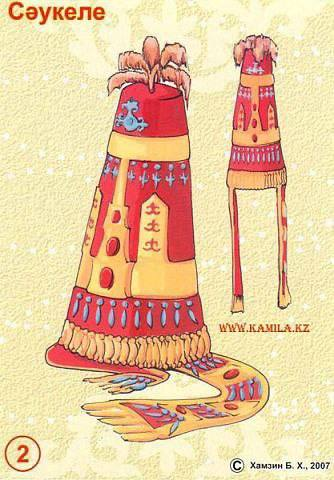 Сәукеле
WWW.KAMILA.KZ
2
© Хамзин Б. Х., 2007